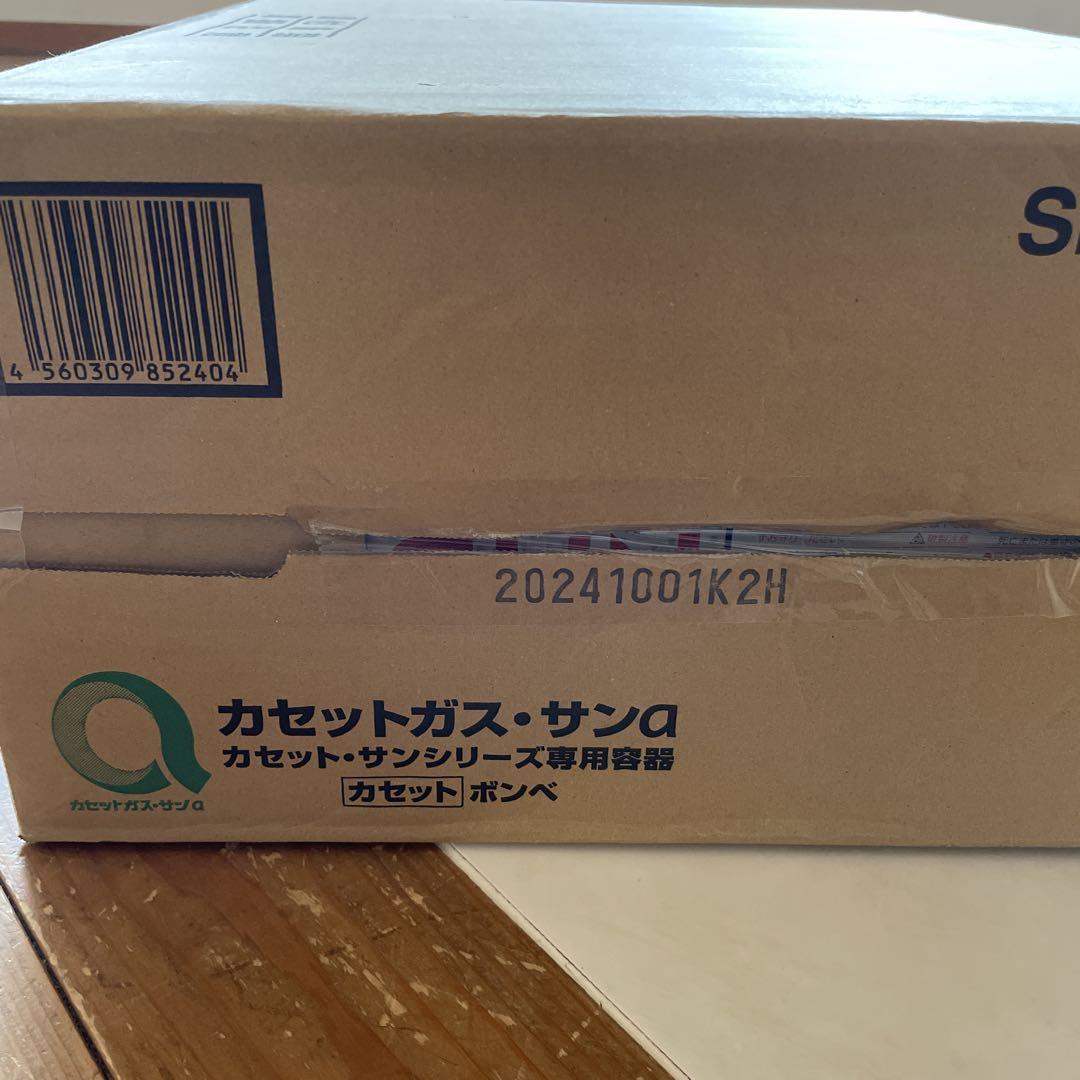 4 560309 852404
20241001K2H
カセットガス・サンα
カセット・サンシリーズ専用容器
カセット ボンベ
カセットガス・サンα